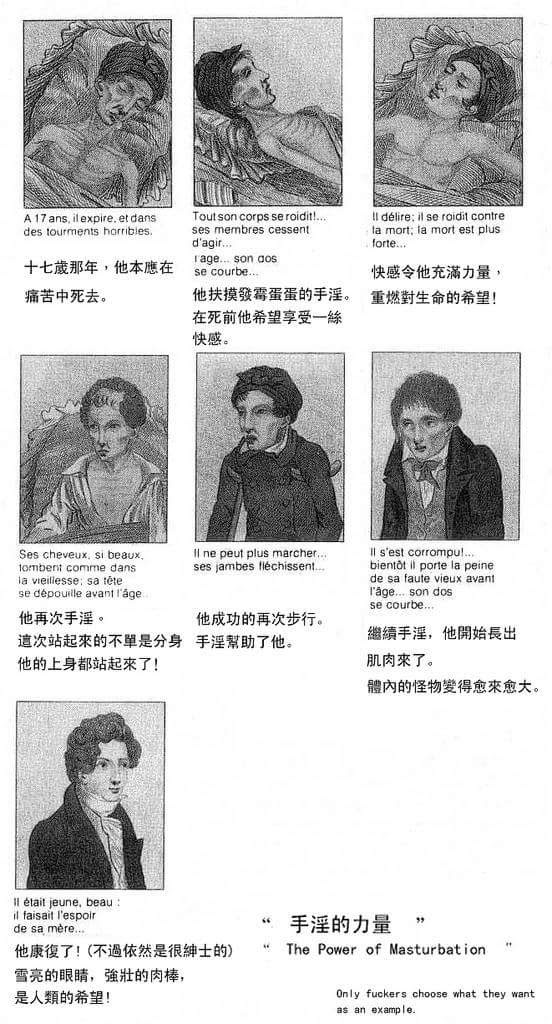 A 17 ans, il expire, et dans
des tourments horribles.
十七歲那年，他本應在
痛苦中死去。
Tout son corps se roidit!...
ses membres cessent
d'agir...
l'age... son dos
se courbe...
他扶摸發霉蛋蛋的手淫。
在死前他希望享受一絲
快感。
Il délire; il se roidit contre
la mort; la mort est plus
forte...
快感令他充滿力量，
重燃對生命的希望!
Ses cheveux, si beaux,
tombent comme dans
la vieillesse; sa tête
se dépouille avant l'âge..
他再次手淫。
這次站起來的不單是分身
他的上身都站起來了!
Il ne peut plus marcher...
ses jambes fléchissent...
他成功的再次步行。
手淫幫助了他。
Il s'est corrompu!...
bientôt il porte la peine
de sa faute vieux avant
l'âge... son dos
se courbe...
繼續手淫，他開始長出
肌肉來了。
體內的怪物變得愈來愈大。
Il était jeune, beau :
il faisait l'espoir
de sa mère...
他康復了!(不過依然是很紳士的)
雪亮的眼睛，強壯的肉棒，
是人類的希望!
“ 手淫的力量 ”
“ The Power of Masturbation ”
Only fuckers choose what they want
as an example.